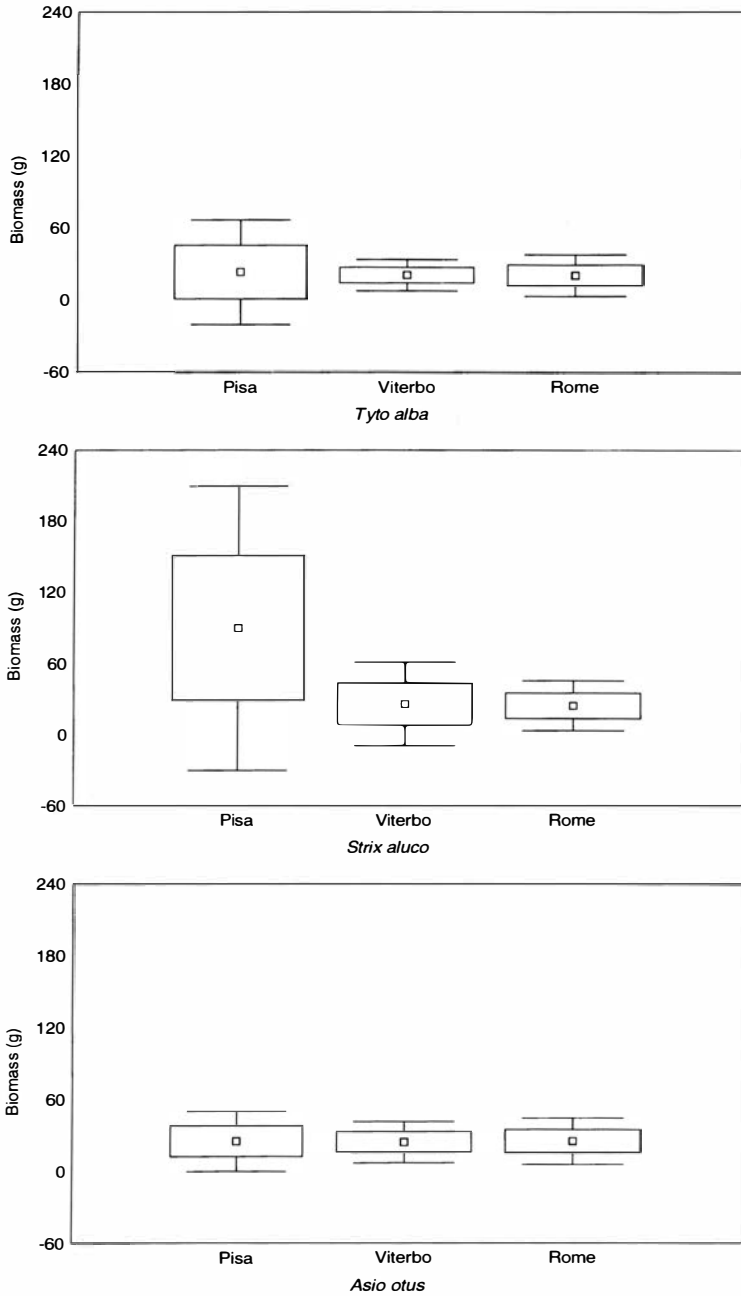 240
180
120
60
0
-60
Biomass (g)
Pisa Viterbo Rome
Tyto alba
240
180
120
60
0
-60
Biomass (g)
Pisa Viterbo Rome
Strix aluco
240
180
120
60
0
-60
Biomass (g)
Pisa Viterbo Rome
Asio otus